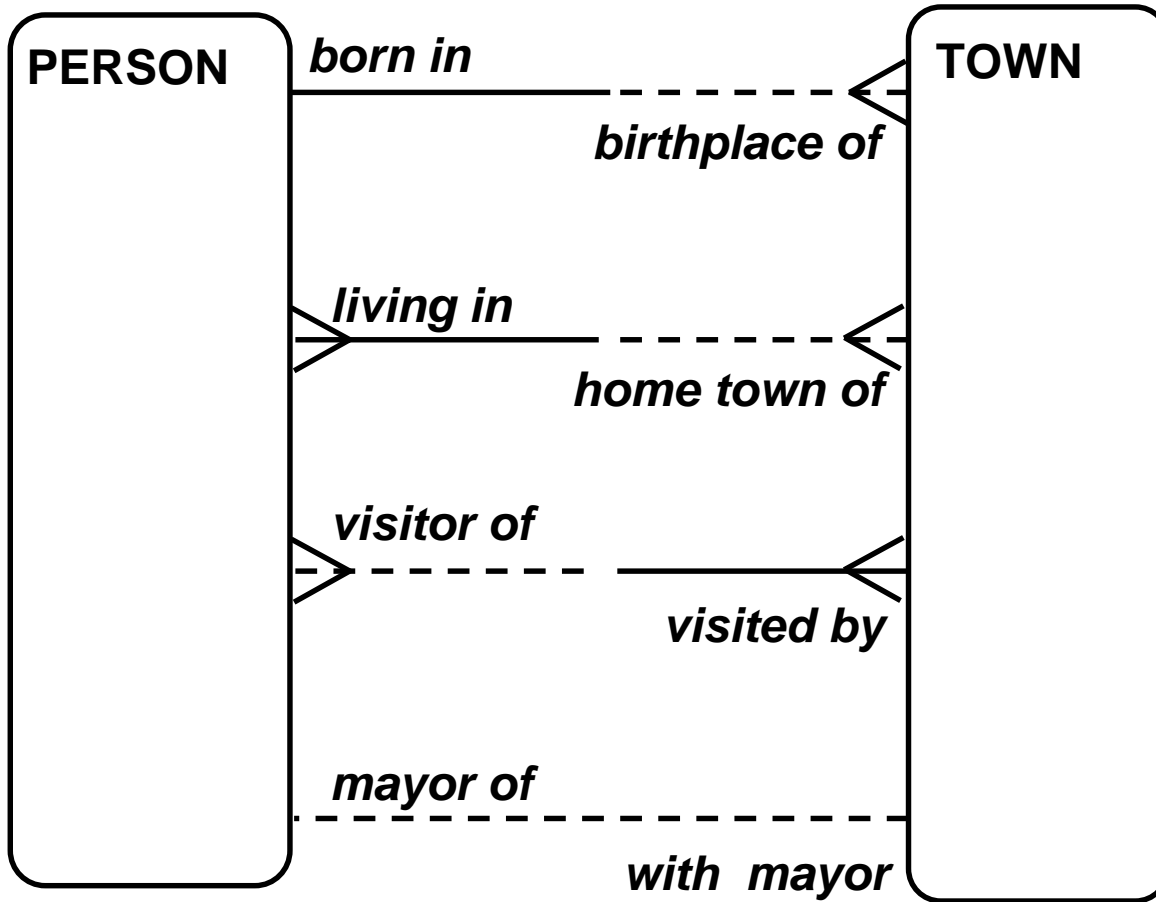 PERSON
born in
TOWN
birthplace of
living in
home town of
visitor of
visited by
mayor of
with mayor